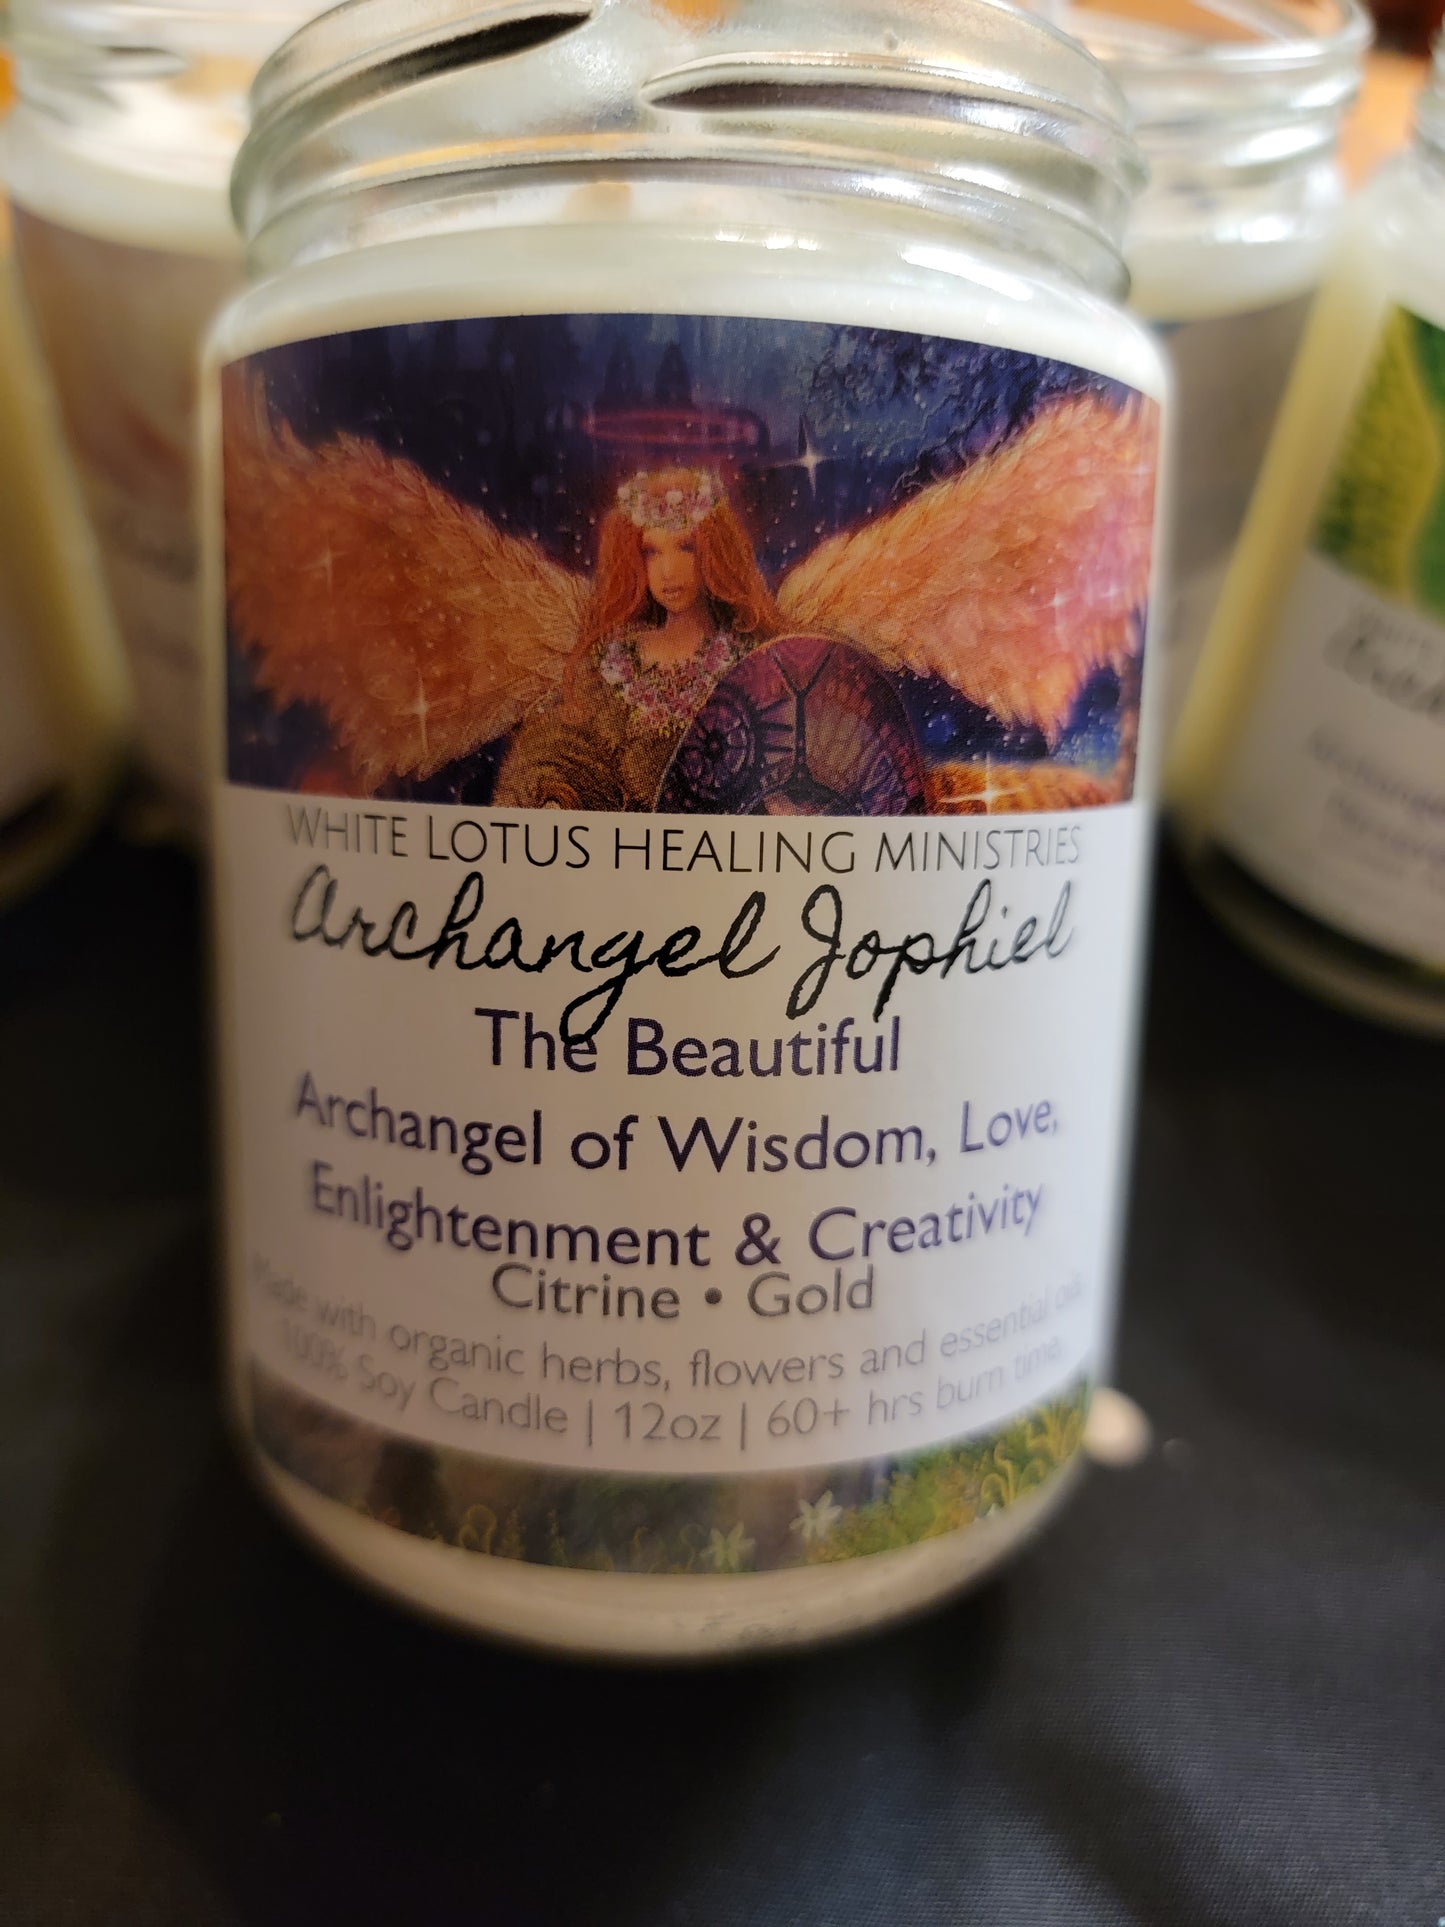 WHITE LOTUS HEALING MINISTRIES
Archangel Jophiel
The Beautiful
Archangel of Wisdom, Love,
Enlightenment & Creativity
Citrine • Gold
Made with organic herbs, flowers and essential oils.
100% Soy Candle | 12oz | 60+ hrs burn time.